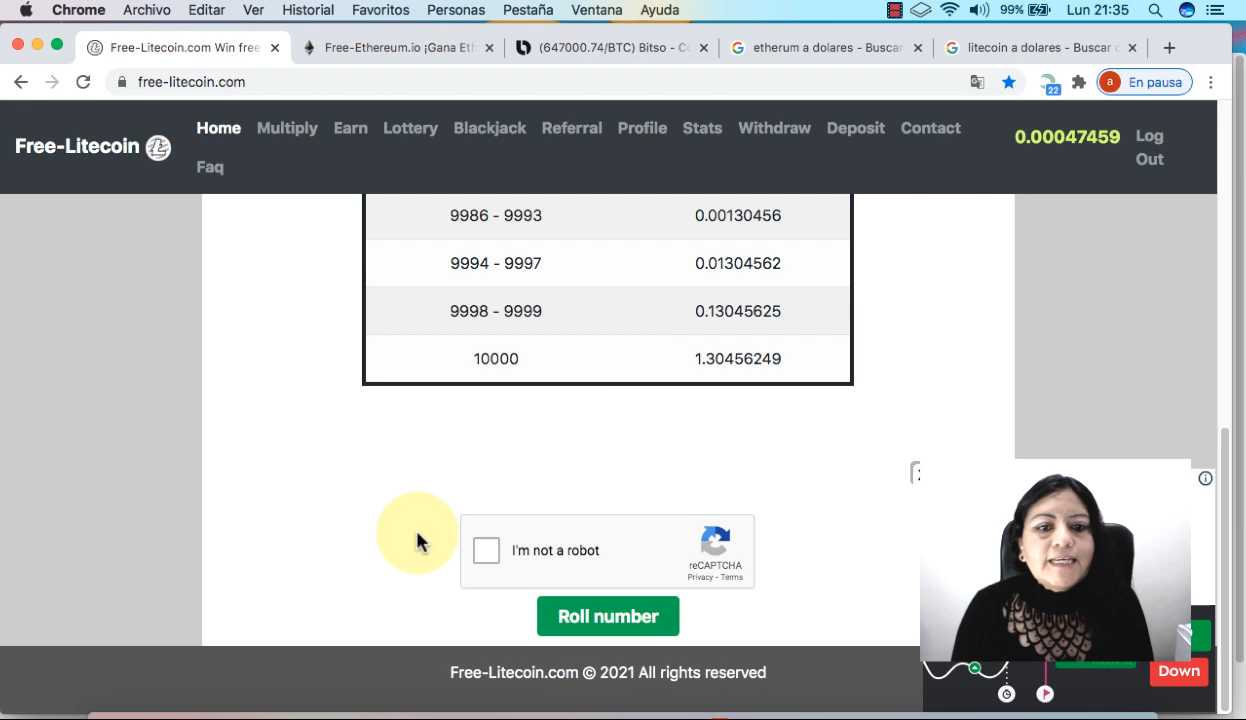 Chrome Archivo Editar Ver Historial Favoritos Personas Pestaña Ventana Ayuda 99% Lun 21:35
Free-Litecoin.com Win free Free-Ethereum.io ¡Gana Eth (647000.74/BTC) Bitso - Co etherum a dolares - Buscar litecoin a dolares - Buscar c
free-litecoin.com 22 a En pausa
Free-Litecoin Home Multiply Earn Lottery Blackjack Referral Profile Stats Withdraw Deposit Contact 0.00047459 Log
Faq Out
9986 - 9993 0.00130456
9994 - 9997 0.01304562
9998 - 9999 0.13045625
10000 1.30456249
I'm not a robot
reCAPTCHA
Privacy - Terms
Roll number
Free-Litecoin.com © 2021 All rights reserved
Down